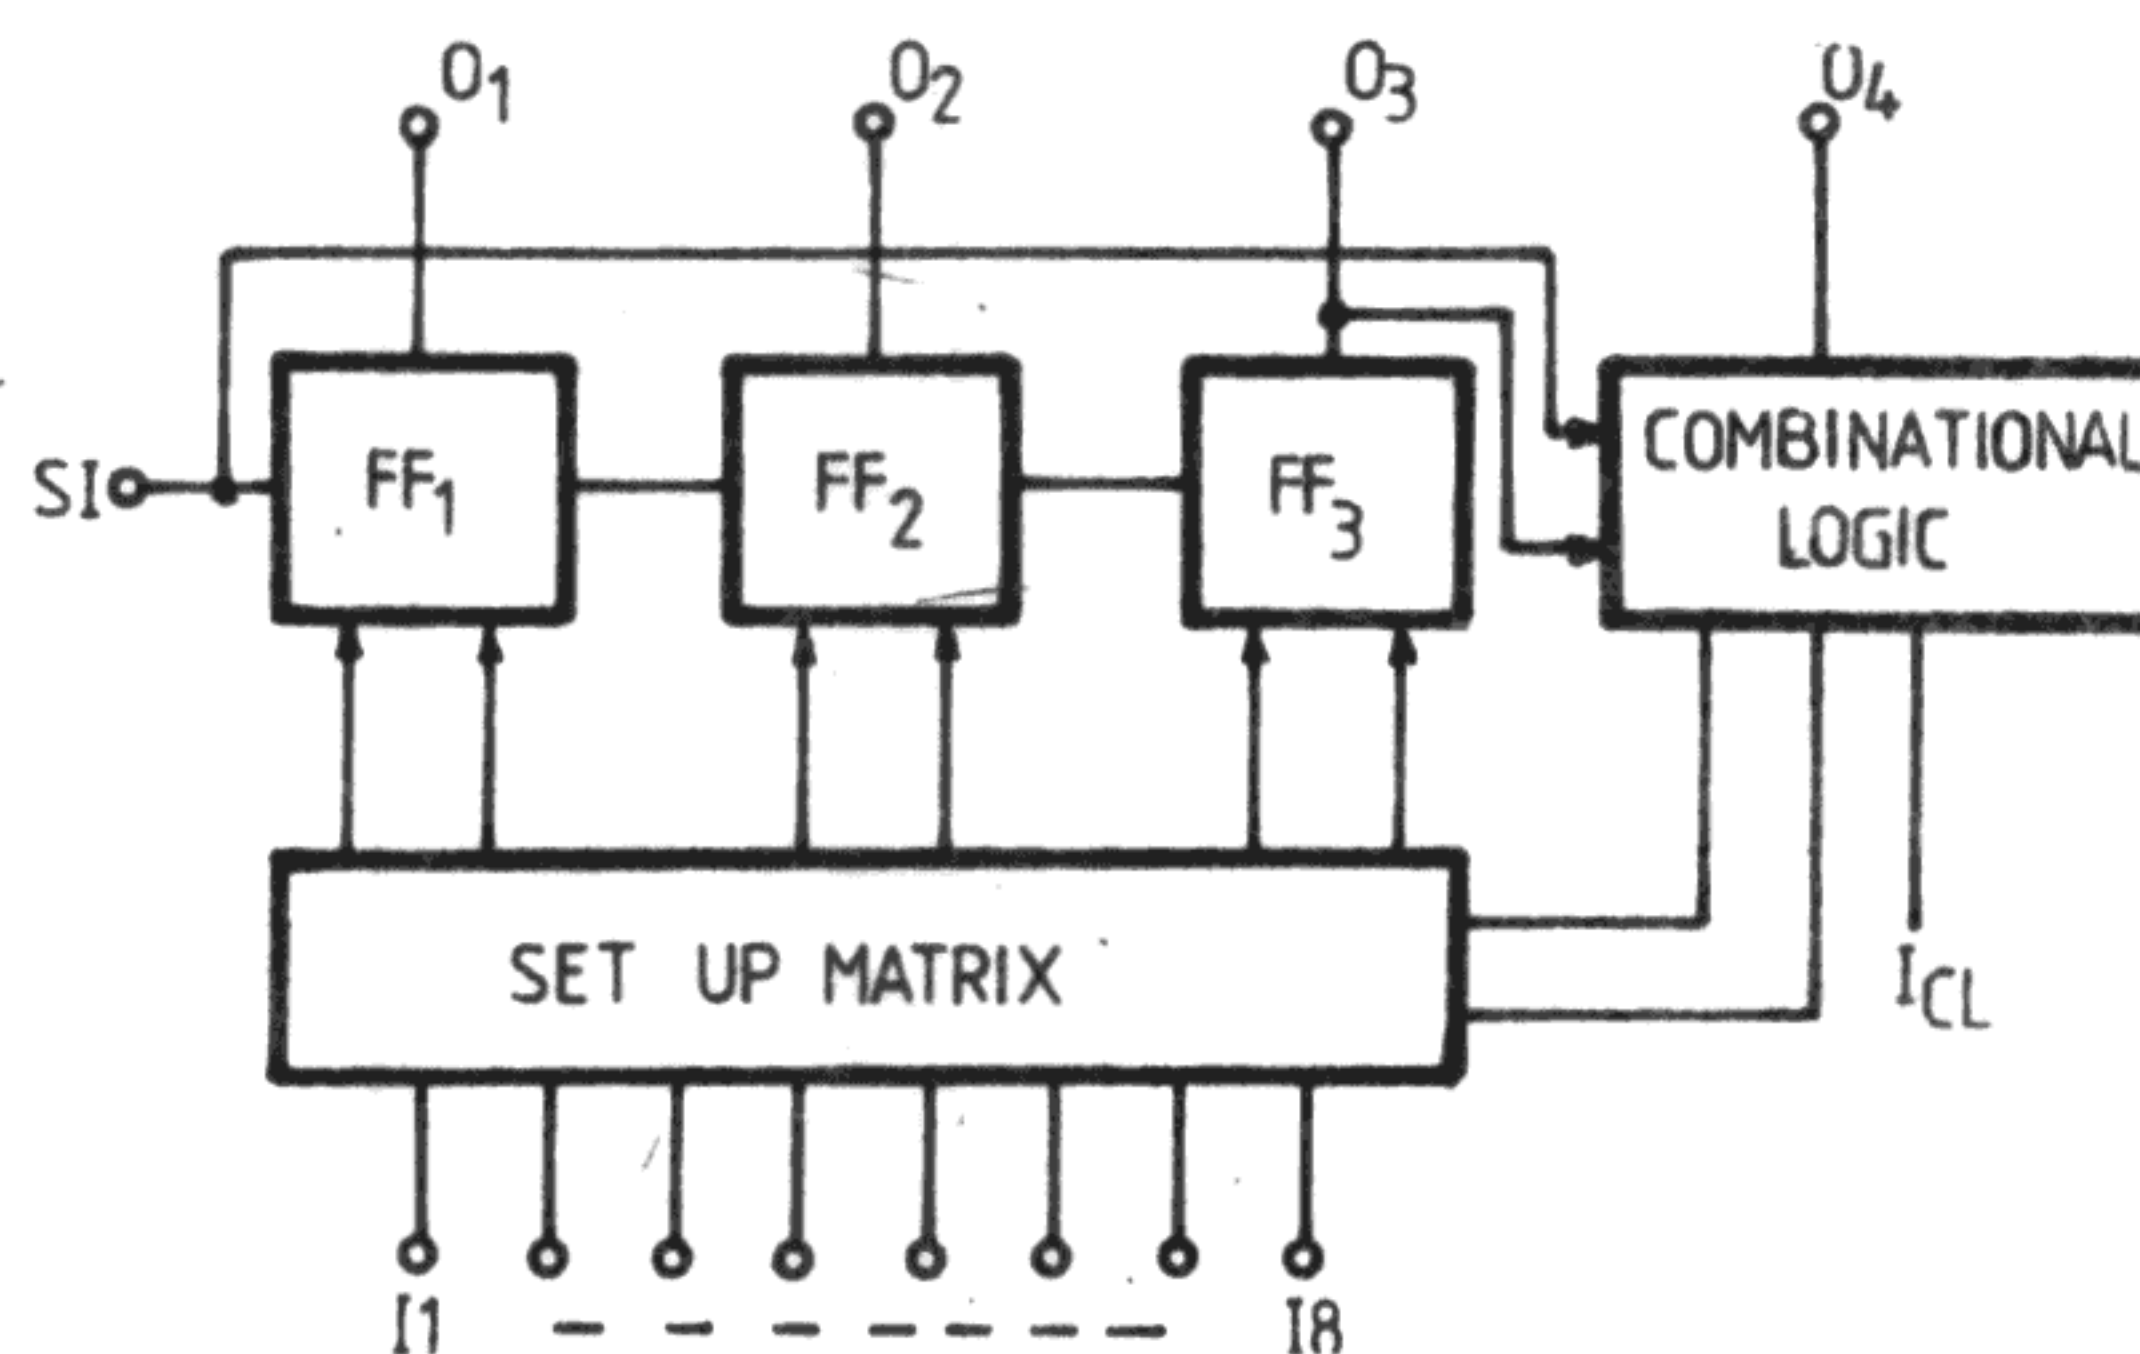 O1 O2 O3 O4
SI FF1 FF2 FF3 COMBINATIONAL
LOGIC
SET UP MATRIX
ICL
I1 – – – – – – – I8